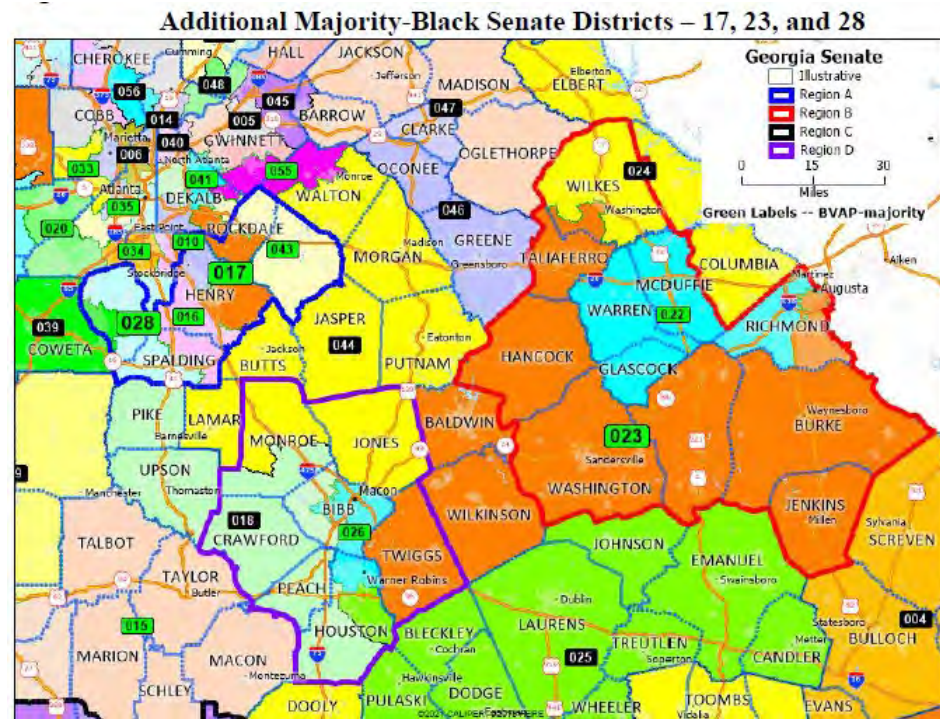 Additional Majority-Black Senate Districts – 17, 23, and 28
Georgia Senate
Illustrative
Region A
Region B
Region C
Region D
0 15 30
Miles
Green Labels -- BVAP-majority
CHEROKEE
Cumming
HALL
JACKSON
Jefferson
MADISON
Elberton
ELBERT
056
048
045
047
COBB
014
005
BARROW
CLARKE
Marietta
040
GWINNETT
OGLETHORPE
006
North Atlanta
OCONEE
033
041
055
Monroe
WILKES
024
Atlanta
DEKALB
WALTON
Washington
035
046
020
East Point
010
ROCKDALE
043
GREENE
034
017
MORGAN
Madison
Greensboro
TALIAFERRO
COLUMBIA
Aiken
Stockbridge
HENRY
MCDUFFIE
Martinez
Augusta
039
028
016
JASPER
WARREN
022
RICHMOND
COWETA
SPALDING
044
Eatonton
HANCOCK
Jackson
BUTTS
PUTNAM
GLASCOCK
PIKE
LAMAR
BALDWIN
Waynesboro
Barnesville
MONROE
JONES
023
BURKE
UPSON
Sandersville
Manchester
Thomaston
Macon
WASHINGTON
BIBB
WILKINSON
JENKINS
018
Millen
Sylvania
TALBOT
CRAWFORD
026
SCREVEN
TWIGGS
JOHNSON
EMANUEL
TAYLOR
Warner Robins
Swainsboro
Butler
PEACH
Dublin
004
015
HOUSTON
BLECKLEY
LAURENS
Statesboro
MARION
MACON
Cochran
TREUTLEN
Metter
BULLOCH
Montezuma
025
Soperton
CANDLER
SCHLEY
Hawkinsville
DOOLY
PULASKI
DODGE
WHEELER
TOOMBS
EVANS
Vidalia